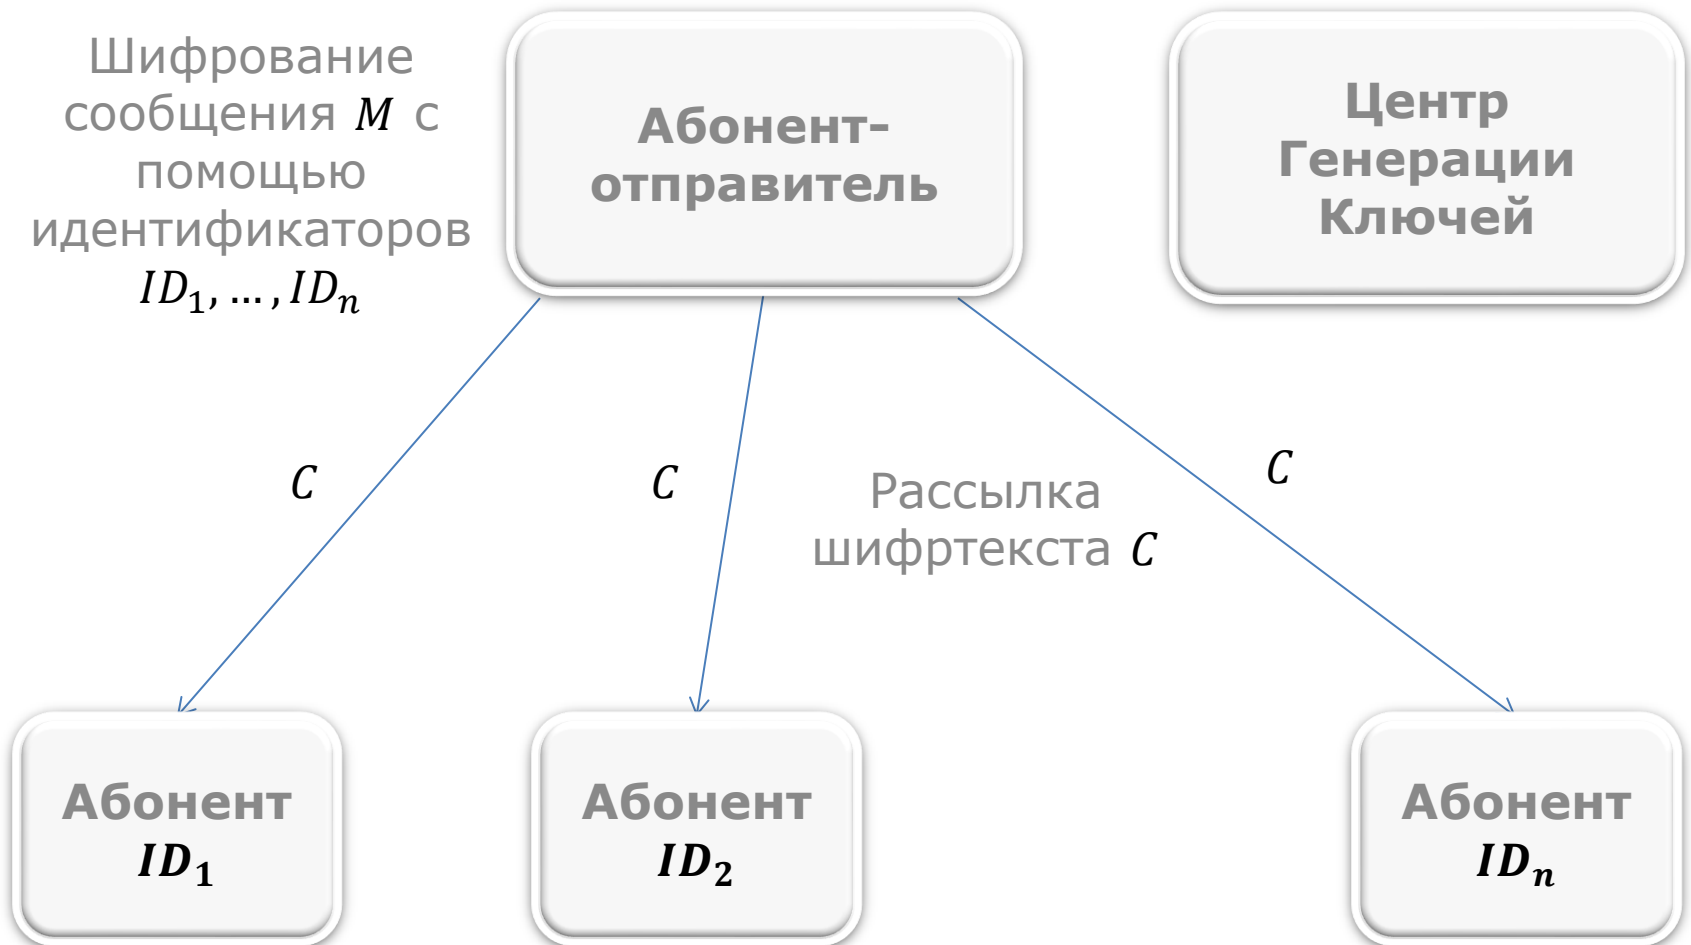 Шифрование
сообщения M с
помощью
идентификаторов
ID₁, … , IDₙ
Абонент-
отправитель
Центр
Генерации
Ключей
C
C
C
Рассылка
шифртекста C
Абонент
ID₁
Абонент
ID₂
Абонент
IDₙ